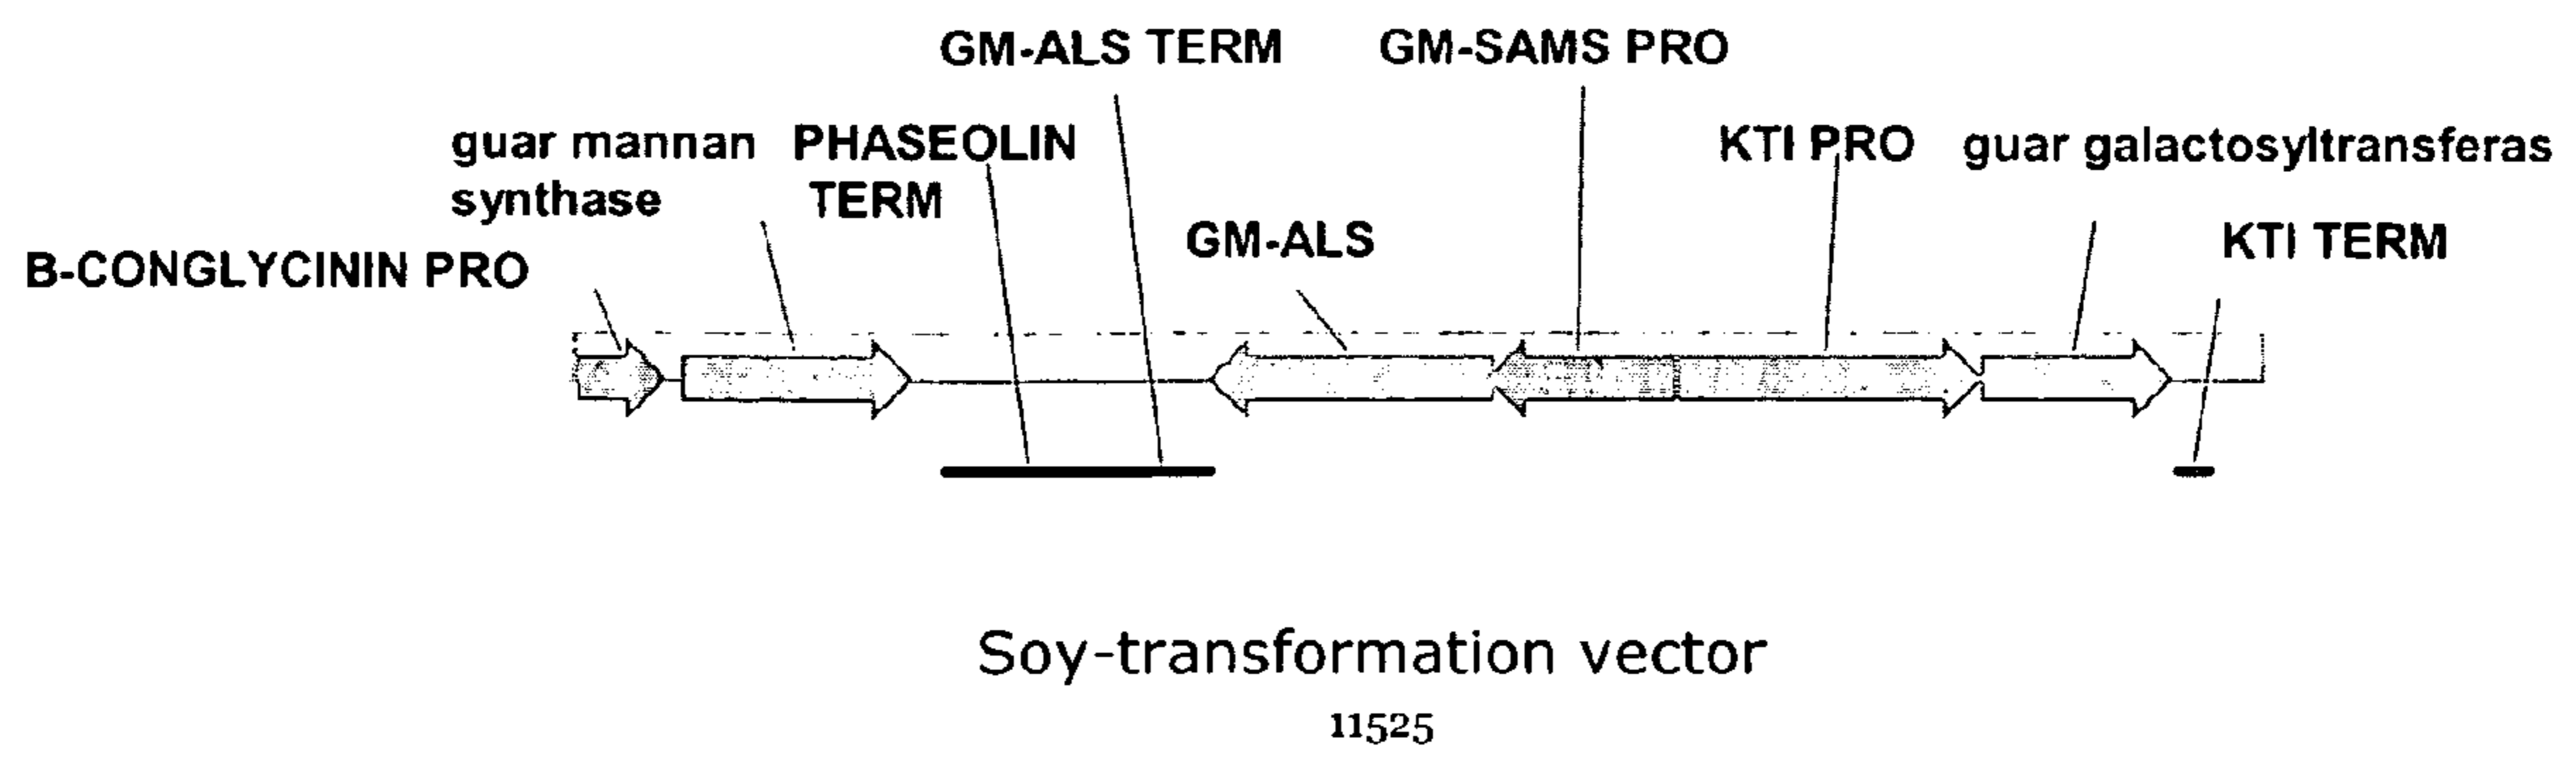 GM-ALS TERM
GM-SAMS PRO
guar mannan
synthase
PHASEOLIN
TERM
KTI PRO
guar galactosyltransferas
B-CONGLYCININ PRO
GM-ALS
KTI TERM
Soy-transformation vector
11525